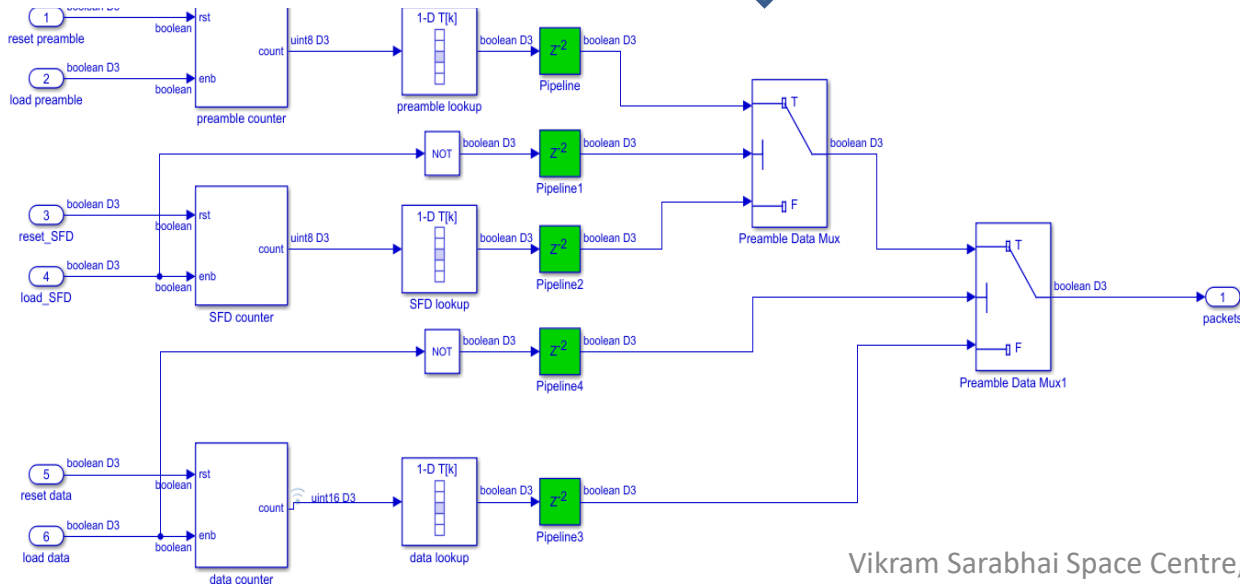 1
boolean D3
rst
reset preamble
boolean
count
uint8 D3
1-D T[k]
boolean D3
Z-2
boolean D3
2
boolean D3
enb
load preamble
boolean
preamble counter
preamble lookup
Pipeline
T
boolean D3
F
Preamble Data Mux
NOT
boolean D3
Z-2
boolean D3
Pipeline1
3
boolean D3
rst
reset_SFD
boolean
count
uint8 D3
1-D T[k]
boolean D3
Z-2
boolean D3
4
boolean D3
enb
load_SFD
boolean
SFD counter
SFD lookup
Pipeline2
T
boolean D3
F
Preamble Data Mux1
1
packets
NOT
boolean D3
Z-2
boolean D3
Pipeline4
5
boolean D3
rst
reset data
boolean
count
uint16 D3
1-D T[k]
boolean D3
Z-2
boolean D3
6
boolean D3
enb
load data
boolean
data counter
data lookup
Pipeline3
Vikram Sarabhai Space Centre,